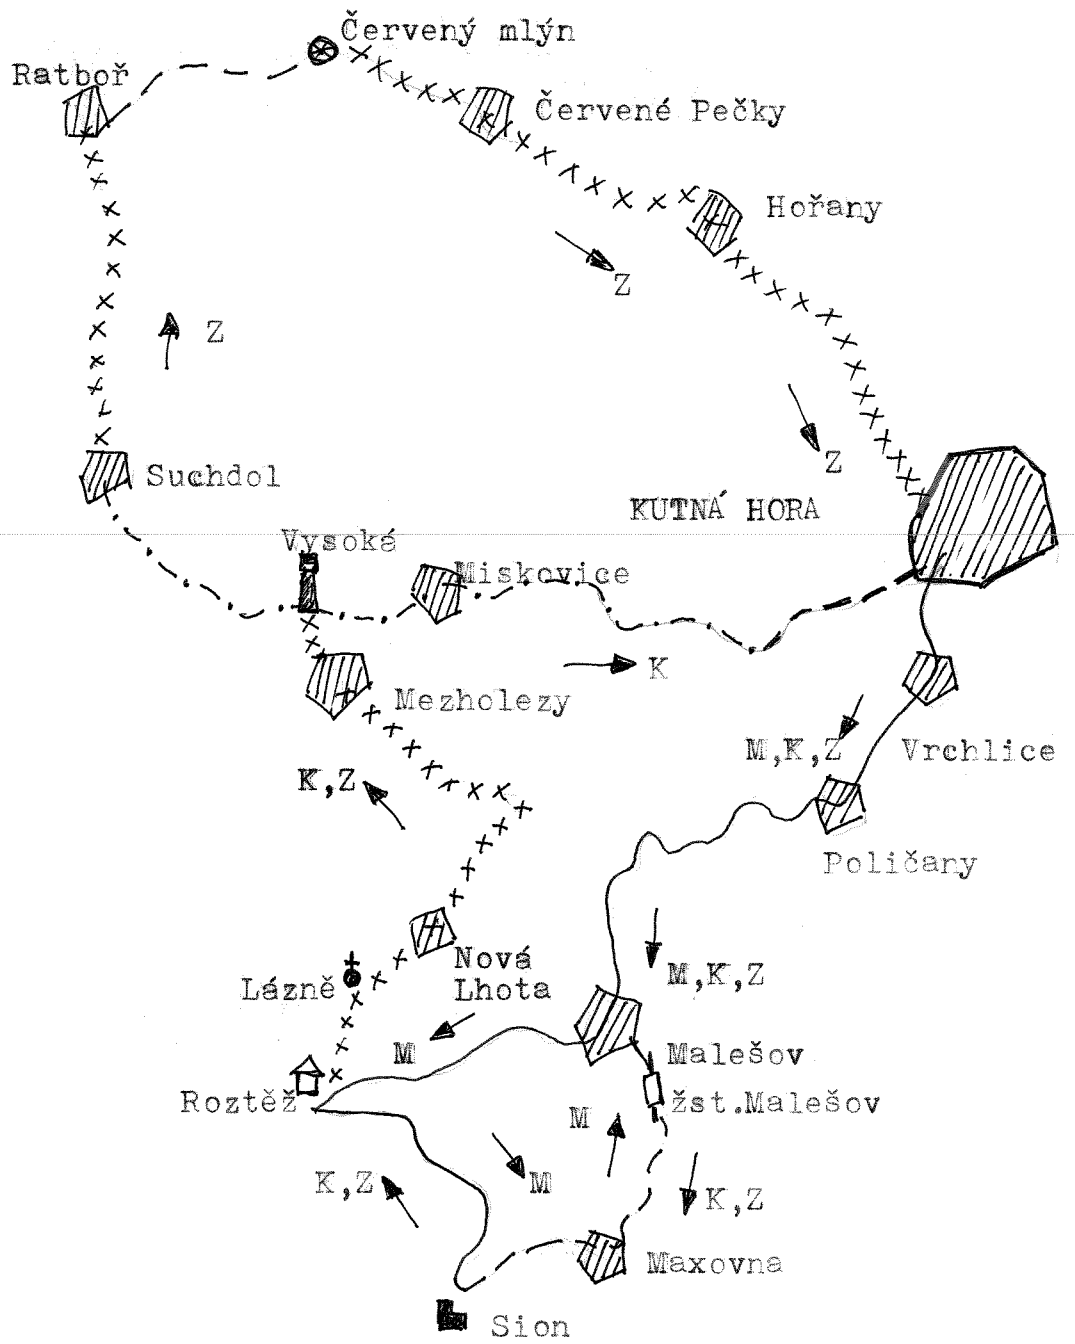 Červený mlýn
Ratboř
Červené Pečky
Hořany
Z
Z
Z
Suchdol
KUTNÁ HORA
Vysoká
Miskovice
K
Mezholezy
M,K,Z
Vrchlice
K,Z
Poličany
Nová
Lhota
Lázně
M,K,Z
M
Malešov
Roztěž
žst.Malešov
M
K,Z
M
K,Z
Maxovna
Sion